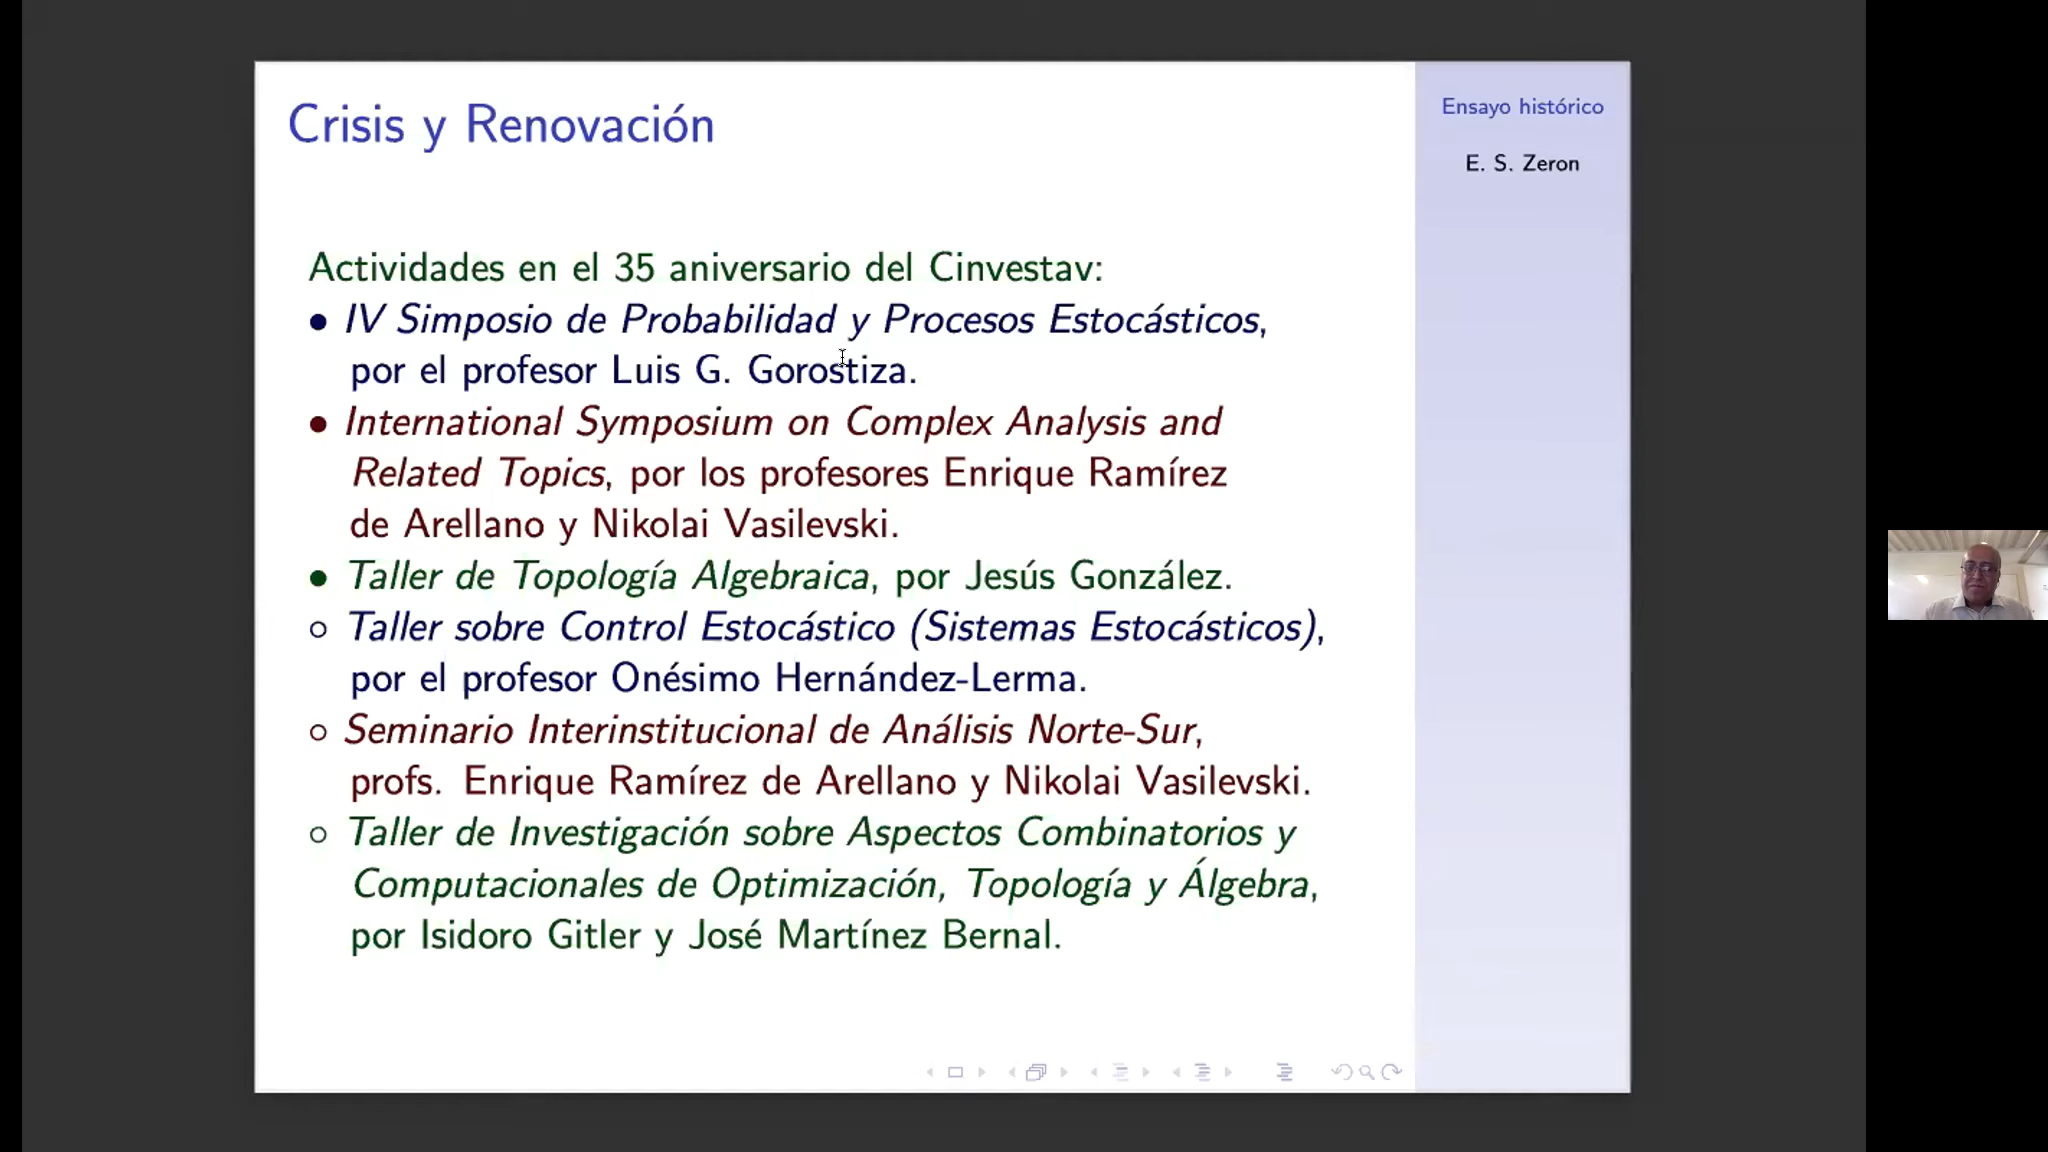 Crisis y Renovación
Actividades en el 35 aniversario del Cinvestav:
• IV Simposio de Probabilidad y Procesos Estocásticos,
por el profesor Luis G. Gorostiza.
• International Symposium on Complex Analysis and
Related Topics, por los profesores Enrique Ramírez
de Arellano y Nikolai Vasilevski.
• Taller de Topología Algebraica, por Jesús González.
○ Taller sobre Control Estocástico (Sistemas Estocásticos),
por el profesor Onésimo Hernández-Lerma.
○ Seminario Interinstitucional de Análisis Norte-Sur,
profs. Enrique Ramírez de Arellano y Nikolai Vasilevski.
○ Taller de Investigación sobre Aspectos Combinatorios y
Computacionales de Optimización, Topología y Álgebra,
por Isidoro Gitler y José Martínez Bernal.
Ensayo histórico
E. S. Zeron